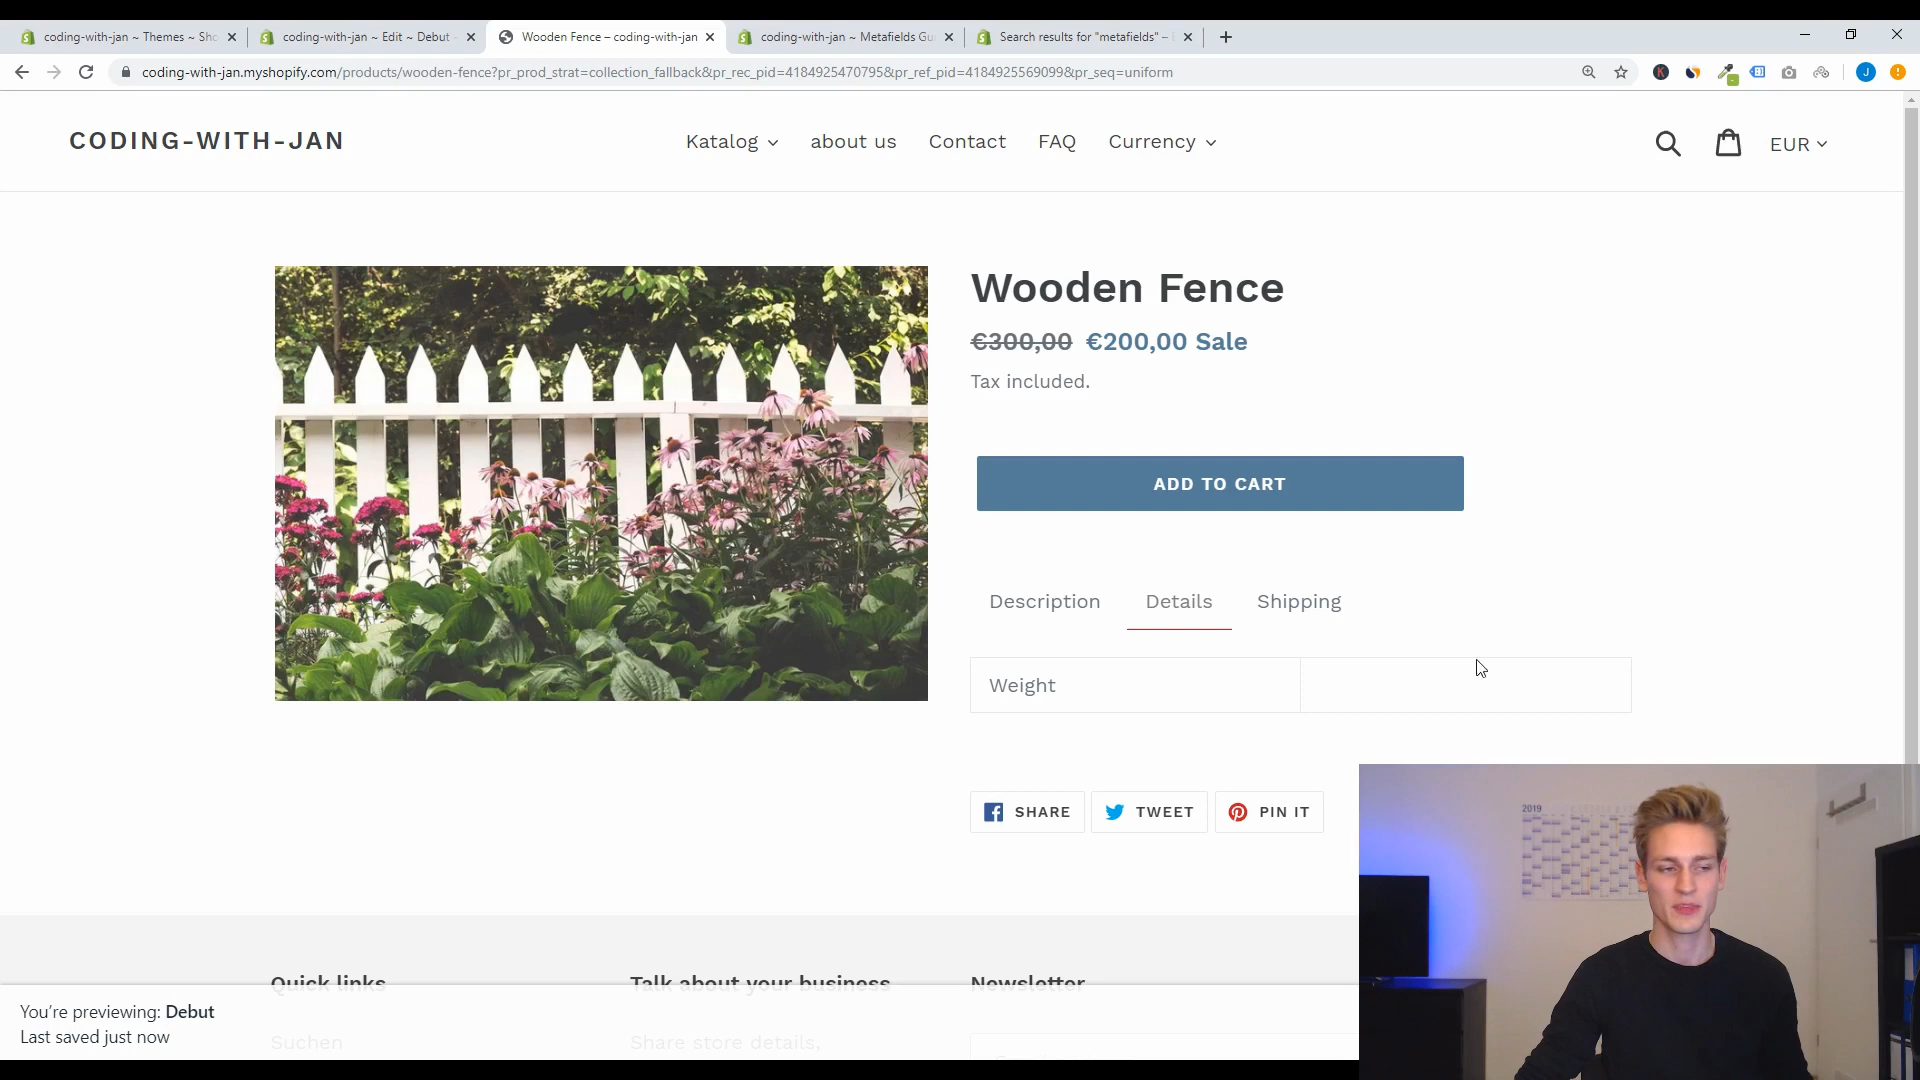 coding-with-jan ~ Themes ~ Sho
coding-with-jan ~ Edit ~ Debut
Wooden Fence – coding-with-jan
coding-with-jan ~ Metafields Gu
Search results for "metafields" –
coding-with-jan.myshopify.com/products/wooden-fence?pr_prod_strat=collection_fallback&pr_rec_pid=4184925470795&pr_ref_pid=4184925569099&pr_seq=uniform
J
CODING-WITH-JAN
Katalog
about us
Contact
FAQ
Currency
EUR
Wooden Fence
€300,00 €200,00 Sale
Tax included.
ADD TO CART
Description
Details
Shipping
Weight
SHARE
TWEET
PIN IT
2019
Quick links
Talk about your business
Newsletter
You're previewing: Debut
Last saved just now
Suchen
Share store details,